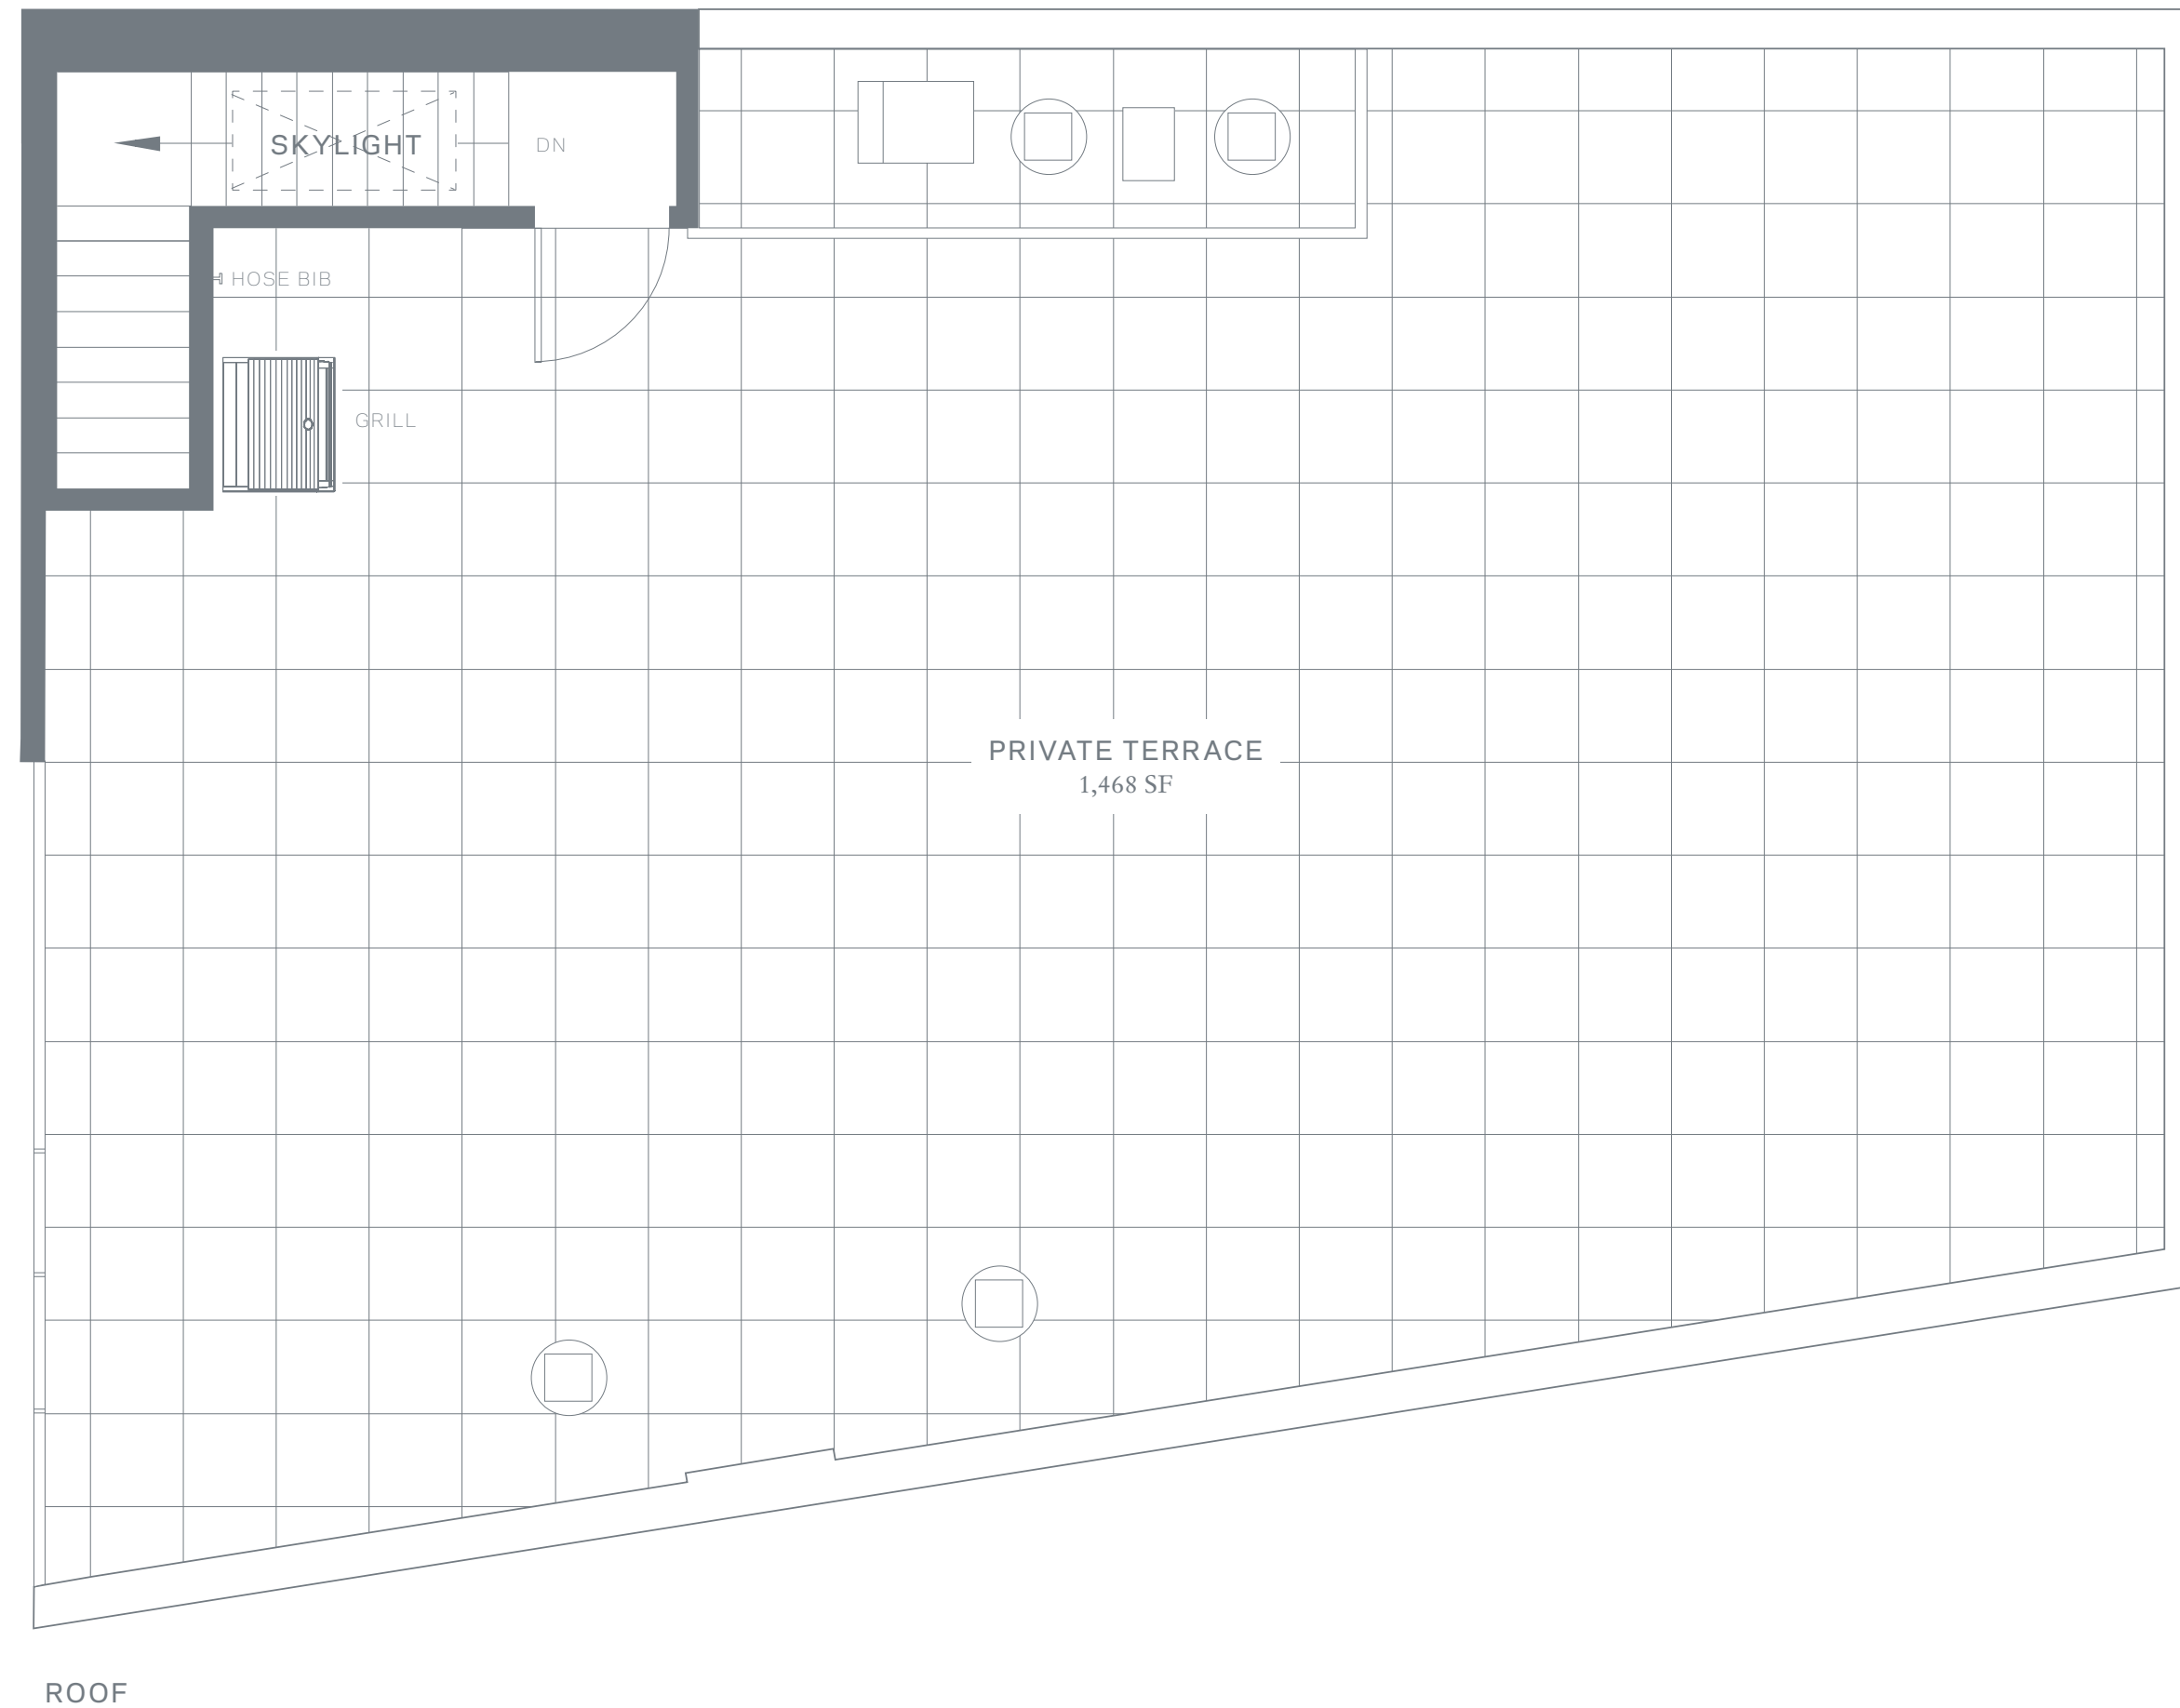 SKYLIGHT
DN
HOSE BIB
GRILL
PRIVATE TERRACE
1,468 SF
ROOF